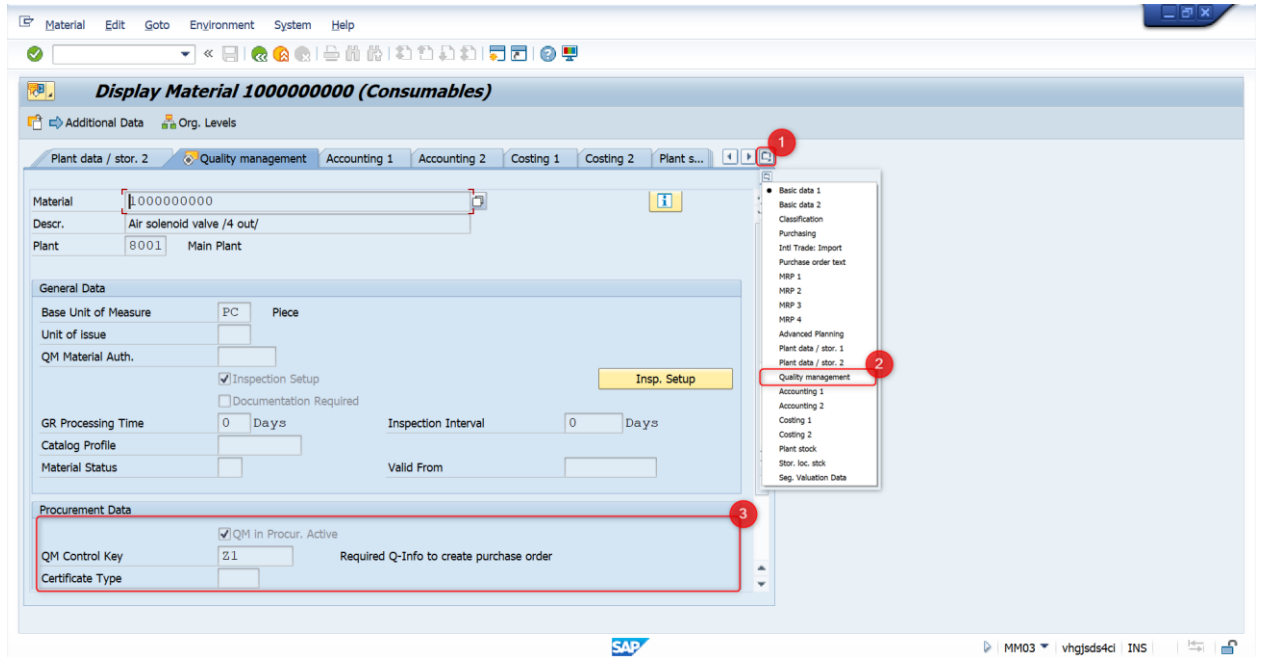 Material Edit Goto Environment System Help
Display Material 1000000000 (Consumables)
Additional Data Org. Levels
Plant data / stor. 2 Quality management Accounting 1 Accounting 2 Costing 1 Costing 2 Plant s...
1
Material 1000000000
Descr. Air solenoid valve /4 out/
Plant 8001 Main Plant
General Data
Base Unit of Measure PC Piece
Unit of issue
QM Material Auth.
Inspection Setup Insp. Setup
Documentation Required
GR Processing Time 0 Days Inspection Interval 0 Days
Catalog Profile
Material Status Valid From
Procurement Data
3
QM in Procur. Active
QM Control Key Z1 Required Q-Info to create purchase order
Certificate Type
Basic data 1
Basic data 2
Classification
Purchasing
Intl Trade: Import
Purchase order text
MRP 1
MRP 2
MRP 3
MRP 4
Advanced Planning
Plant data / stor. 1
Plant data / stor. 2
2
Quality management
Accounting 1
Accounting 2
Costing 1
Costing 2
Plant stock
Stor. loc. stck
Seg. Valuation Data
SAP
MM03 vhgjsds4ci INS